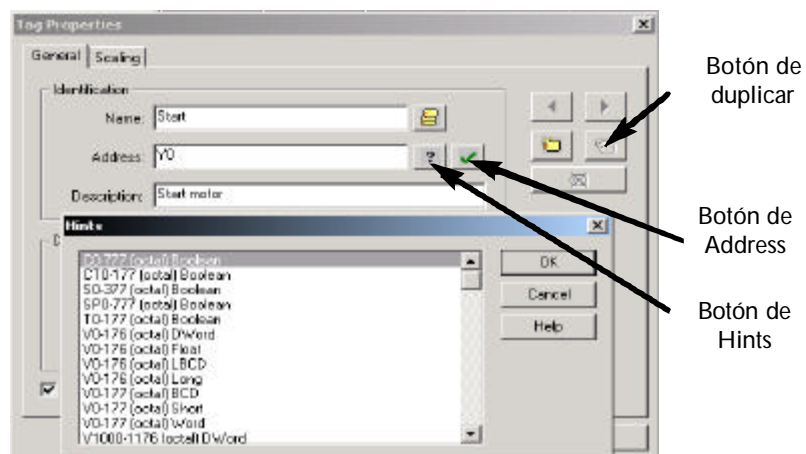 Tag Properties
General Scaling
Identification
Name: Start
Address:
?
Description: Start motor
Hints
C0-777 (octal) Boolean
CT0-177 (octal) Boolean
S0-377 (octal) Boolean
SP0-777 (octal) Boolean
T0-177 (octal) Boolean
V0-176 (octal) DWord
V0-176 (octal) Float
V0-176 (octal) LBCD
V0-176 (octal) Long
V0-177 (octal) BCD
V0-177 (octal) Short
V0-177 (octal) Word
V1000-1176 (octal) DWord
OK
Cancel
Help
Botón de
duplicar
Botón de
Address
Botón de
Hints